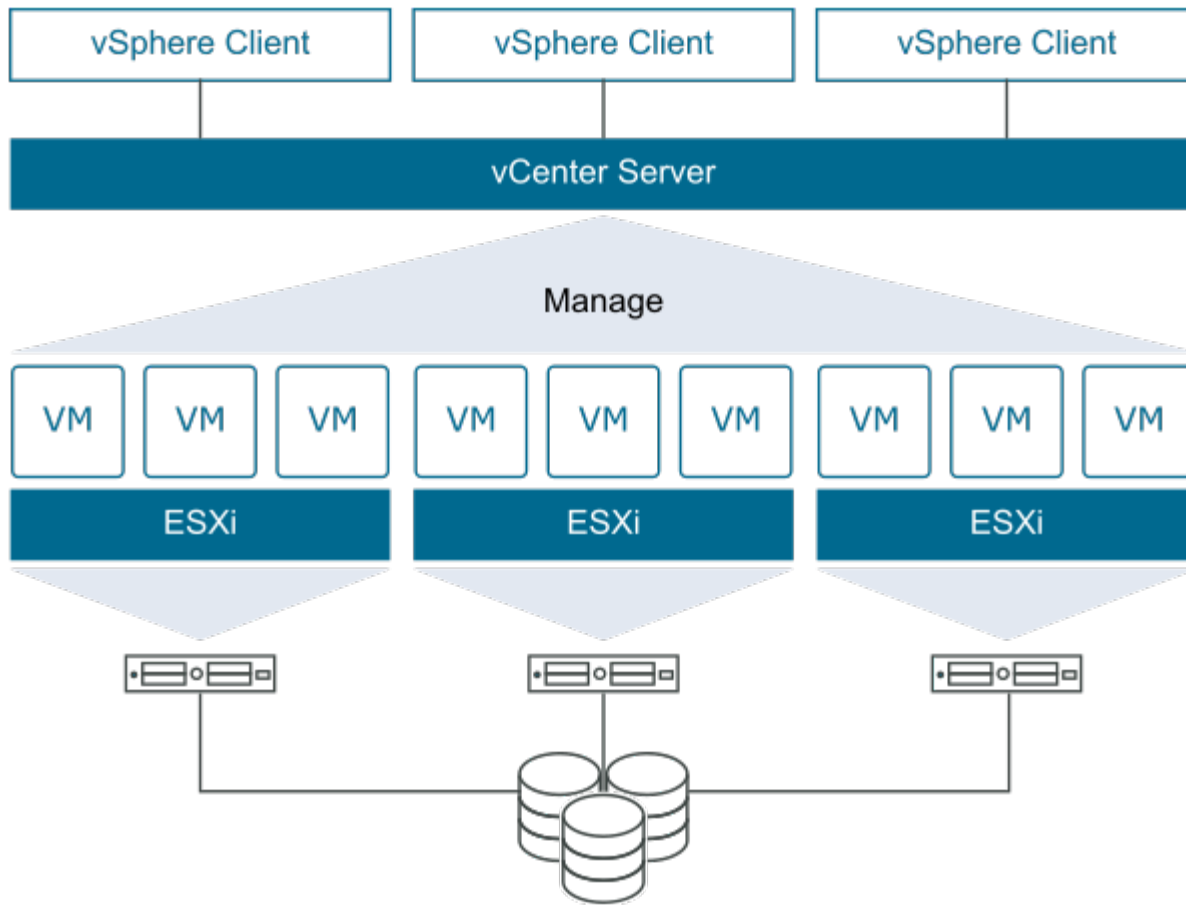 vSphere Client
vSphere Client
vSphere Client
vCenter Server
Manage
VM
VM
VM
VM
VM
VM
VM
VM
VM
ESXi
ESXi
ESXi